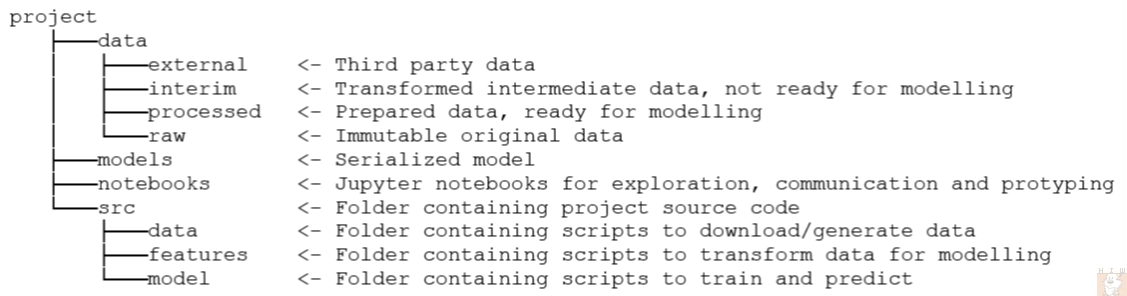 project
├──data
│  ├──external <- Third party data
│  ├──interim <- Transformed intermediate data, not ready for modelling
│  ├──processed <- Prepared data, ready for modelling
│  └──raw <- Immutable original data
├──models <- Serialized model
├──notebooks <- Jupyter notebooks for exploration, communication and protyping
└──src <- Folder containing project source code
   ├──data <- Folder containing scripts to download/generate data
   ├──features <- Folder containing scripts to transform data for modelling
   └──model <- Folder containing scripts to train and predict